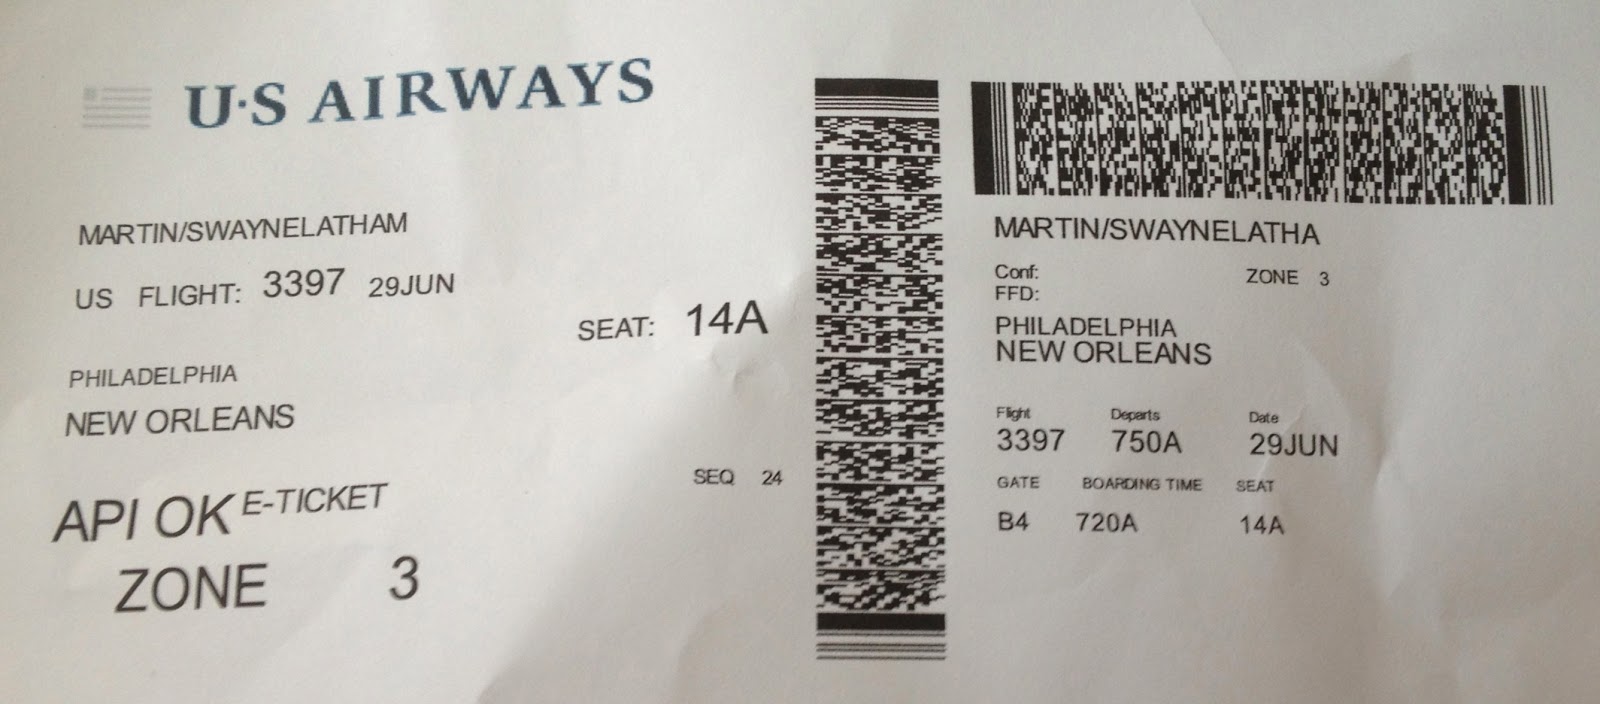 U·S AIRWAYS
MARTIN/SWAYNELATHAM
US FLIGHT: 3397 29JUN
SEAT: 14A
PHILADELPHIA
NEW ORLEANS
SEQ 24
API OK E-TICKET
ZONE 3
MARTIN/SWAYNELATHA
Conf: ZONE 3
FFD:
PHILADELPHIA
NEW ORLEANS
Flight Departs Date
3397 750A 29JUN
GATE BOARDING TIME SEAT
B4 720A 14A